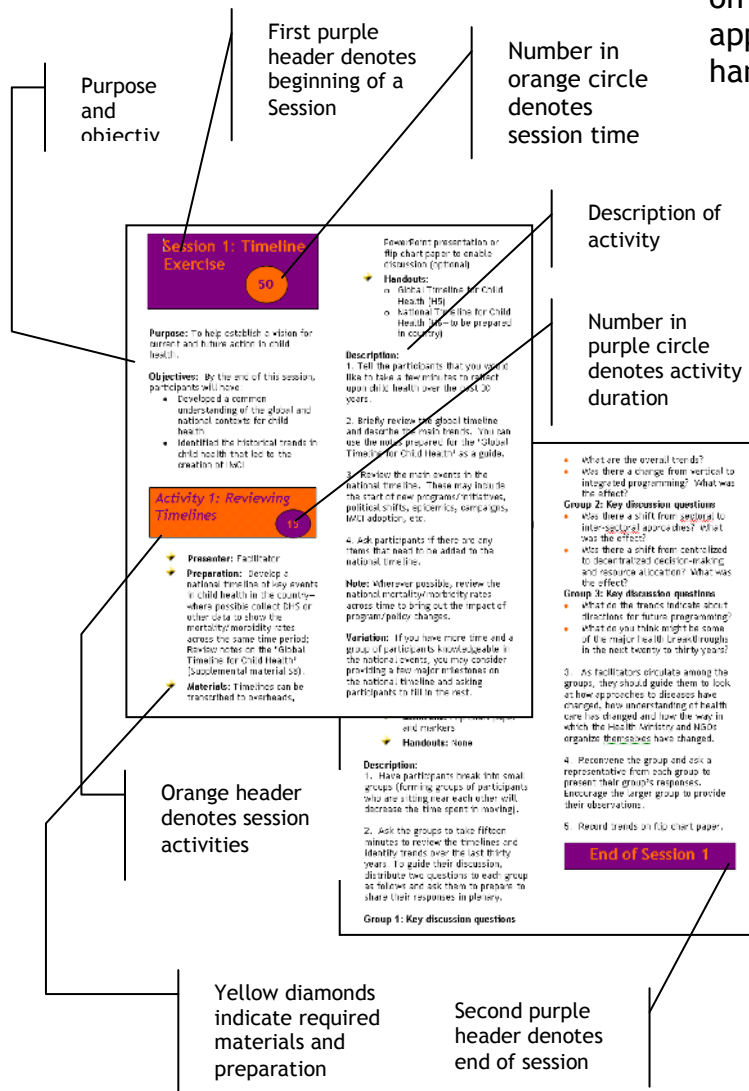 on
app
han
First purple
header denotes
beginning of a
Session
Number in
orange circle
denotes
session time
Purpose
and
objectiv
Description of
activity
Number in
purple circle
denotes activity
duration
Session 1: Timeline
Exercise
50
Purpose: To help establish a vision for
current and future action in child
health.
Objectives: By the end of this session,
participants will have:
Developed a common
understanding of the global and
national contexts for child
health
Identified the historical trends in
child health that led to the
creation of IMCI
Activity 1: Reviewing
Timelines
15
Presenter: Facilitator
Preparation: Develop a
national timeline of key events
in child health in the country—
where possible collect DHS or
other data to show the
mortality/morbidity rates
across the same time period;
Review notes on the "Global
Timeline for Child Health"
(Supplemental material S8).
Materials: Timelines can be
transcribed to overheads,
PowerPoint presentation or
flip chart paper to enable
discussion (optional)
Handouts:
o Global Timeline for Child
Health (H5)
o National Timeline for Child
Health (H6—to be prepared
in country)
Description:
1. Tell the participants that you would
like to take a few minutes to reflect
upon child health over the past 30
years.
2. Briefly review the global timeline
and describe the main trends. You can
use the notes prepared for the "Global
Timeline for Child Health" as a guide.
3. Review the main events in the
national timeline. These may include
the start of new programs/initiatives,
political shifts, epidemics, campaigns,
IMCI adoption, etc.
4. Ask participants if there are any
items that need to be added to the
national timeline.
Note: Wherever possible, review the
national mortality/morbidity rates
across time to bring out the impact of
program/policy changes.
Variation: If you have more time and a
group of participants knowledgeable in
the national events, you may consider
providing a few major milestones on
the national timeline and asking
participants to fill in the rest.
and markers
Handouts: None
Description:
1. Have participants break into small
groups (forming groups of participants
who are sitting near each other will
decrease the time spent in moving).
2. Ask the groups to take fifteen
minutes to review the timelines and
identify trends over the last thirty
years. To guide their discussion,
distribute two questions to each group
as follows and ask them to prepare to
share their responses in plenary.
Group 1: Key discussion questions
What are the overall trends?
Was there a change from vertical to
integrated programming? What was
the effect?
Group 2: Key discussion questions
Was there a shift from sectoral to
inter-sectoral approaches? What
was the effect?
Was there a shift from centralized
to decentralized decision-making
and resource allocation? What was
the effect?
Group 3: Key discussion questions
What do the trends indicate about
directions for future programming?
What do you think might be some
of the major health breakthroughs
in the next twenty to thirty years?
3. As facilitators circulate among the
groups, they should guide them to look
at how approaches to diseases have
changed, how understanding of health
care has changed and how the way in
which the Health Ministry and NGOs
organize themselves have changed.
4. Reconvene the group and ask a
representative from each group to
present their group's responses.
Encourage the larger group to provide
their observations.
5. Record trends on flip chart paper.
End of Session 1
Orange header
denotes session
activities
Yellow diamonds
indicate required
materials and
preparation
Second purple
header denotes
end of session